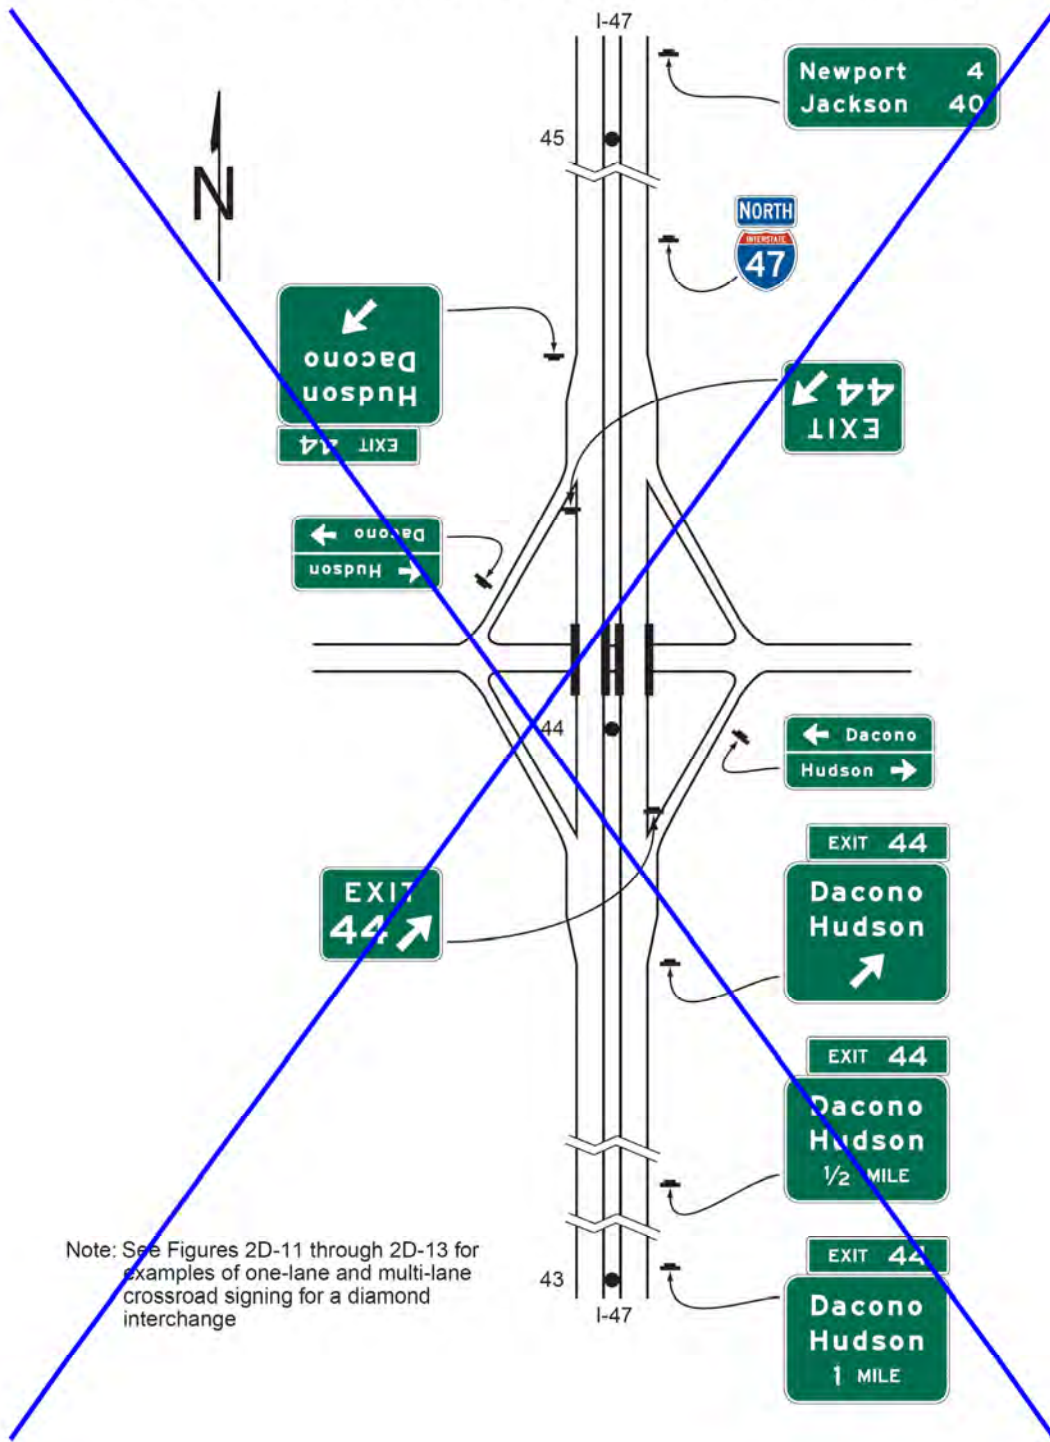 I-47
Newport 4
Jackson 40
45
N
NORTH
INTERSTATE
47
Hudson
Dacono
EXIT 44
EXIT
44
Dacono
Hudson
44
Dacono
Hudson
EXIT 44
Dacono
Hudson
EXIT
44
EXIT 44
Dacono
Hudson
1/2 MILE
Note: See Figures 2D-11 through 2D-13 for
examples of one-lane and multi-lane
crossroad signing for a diamond
interchange
43
I-47
EXIT 44
Dacono
Hudson
1 MILE